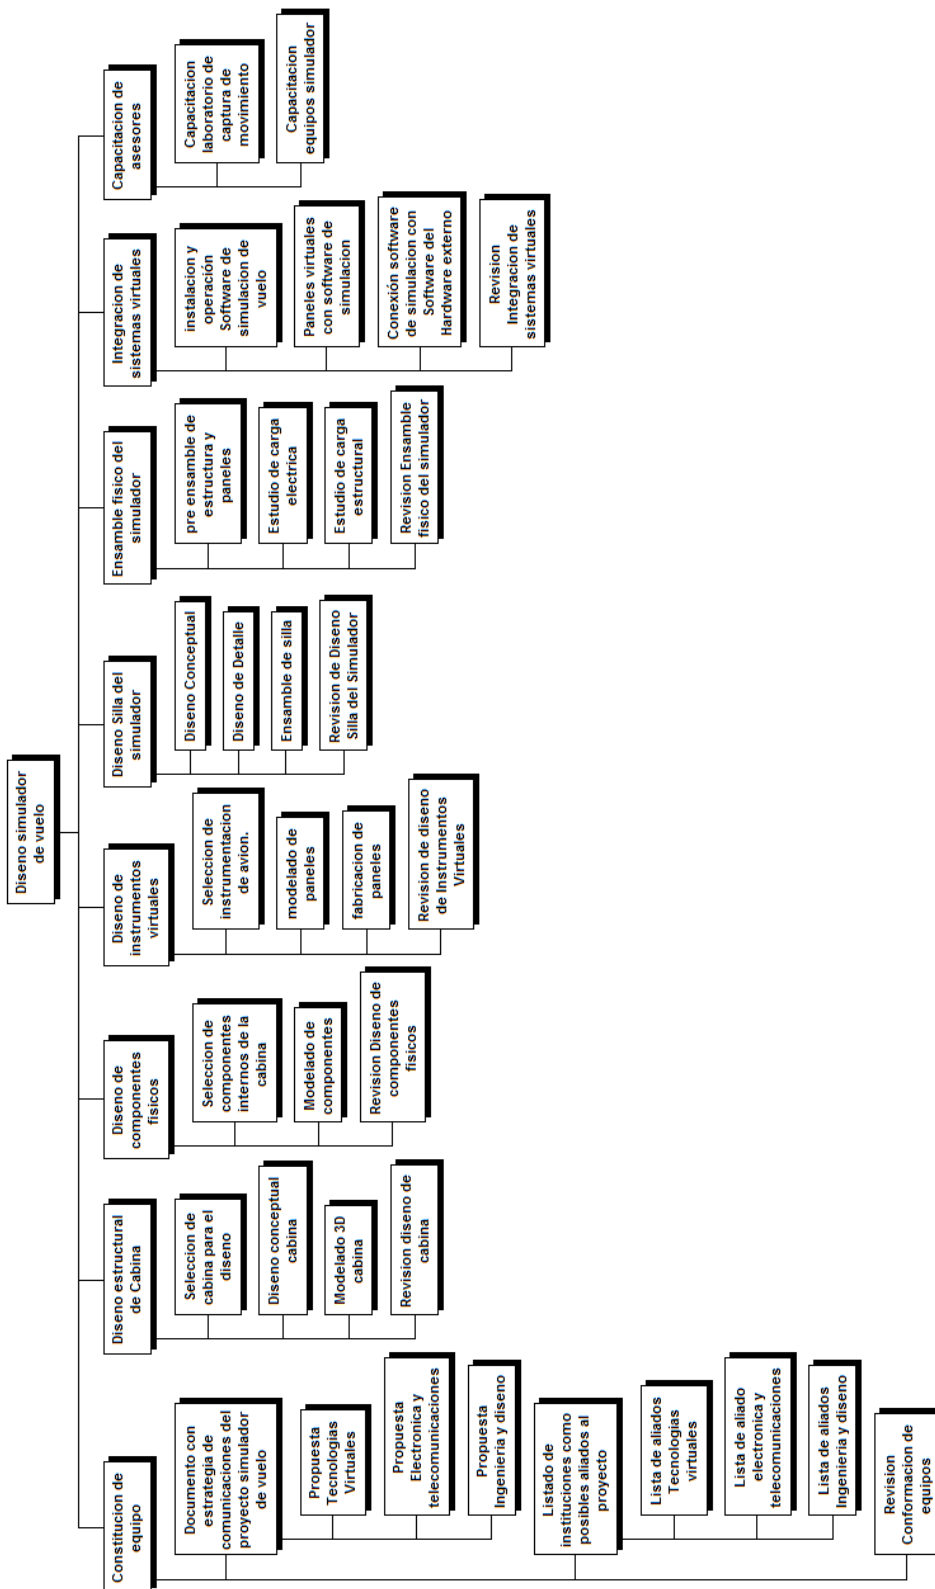 Diseno simulador
de vuelo
Constitucion de
equipo
Documento con
estrategia de
comunicaciones del
proyecto simulador
de vuelo
Propuesta
Tecnologias
Virtuales
Propuesta
Electronica y
telecomunicaciones
Propuesta
Ingenieria y diseno
Listado de
instituciones como
posibles aliados al
proyecto
Lista de aliados
Tecnologias
virtuales
Lista de aliado
electronica y
telecomunicaciones
Lista de aliados
Ingenieria y diseno
Revision
Conformacion de
equipos
Diseno estructural
de Cabina
Seleccion de
cabina para el
diseno
Diseno conceptual
cabina
Modelado 3D
cabina
Revision diseno de
cabina
Diseno de
componentes
fisicos
Seleccion de
componentes
internos de la
cabina
Modelado de
componentes
Revision Diseno de
componentes
fisicos
Diseno de
instrumentos
virtuales
Seleccion de
instrumentacion
de avion.
modelado de
paneles
fabricacion de
paneles
Revision de diseno
de Instrumentos
Virtuales
Diseno Silla del
simulador
Diseno Conceptual
Diseno de Detalle
Ensamble de silla
Revision de Diseno
Silla del Simulador
Ensamble fisico del
simulador
pre ensamble de
estructura y
paneles
Estudio de carga
electrica
Estudio de carga
estructural
Revision Ensamble
fisico del simulador
Integracion de
sistemas virtuales
instalacion y
operación
Software de
simulacion de
vuelo
Paneles virtuales
con software de
simulacion
Conexión software
de simulacion con
Software del
Hardware externo
Revision
Integracion de
sistemas virtuales
Capacitacion de
asesores
Capacitacion
laboratorio de
captura de
movimiento
Capacitacion
equipos simulador